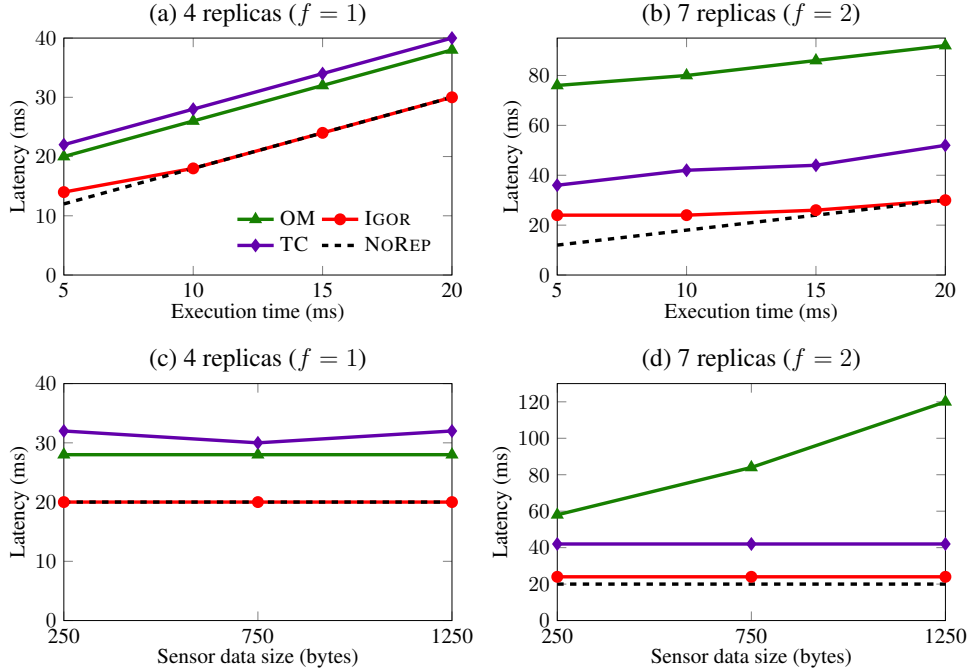 (a) 4 replicas (f = 1)
40
30
20
10
0
Latency (ms)
OM
IGOR
TC
NOREP
5
10
15
20
Execution time (ms)
(b) 7 replicas (f = 2)
80
60
40
20
0
Latency (ms)
5
10
15
20
Execution time (ms)
(c) 4 replicas (f = 1)
40
30
20
10
0
Latency (ms)
250
750
1250
Sensor data size (bytes)
(d) 7 replicas (f = 2)
120
100
80
60
40
20
0
Latency (ms)
250
750
1250
Sensor data size (bytes)